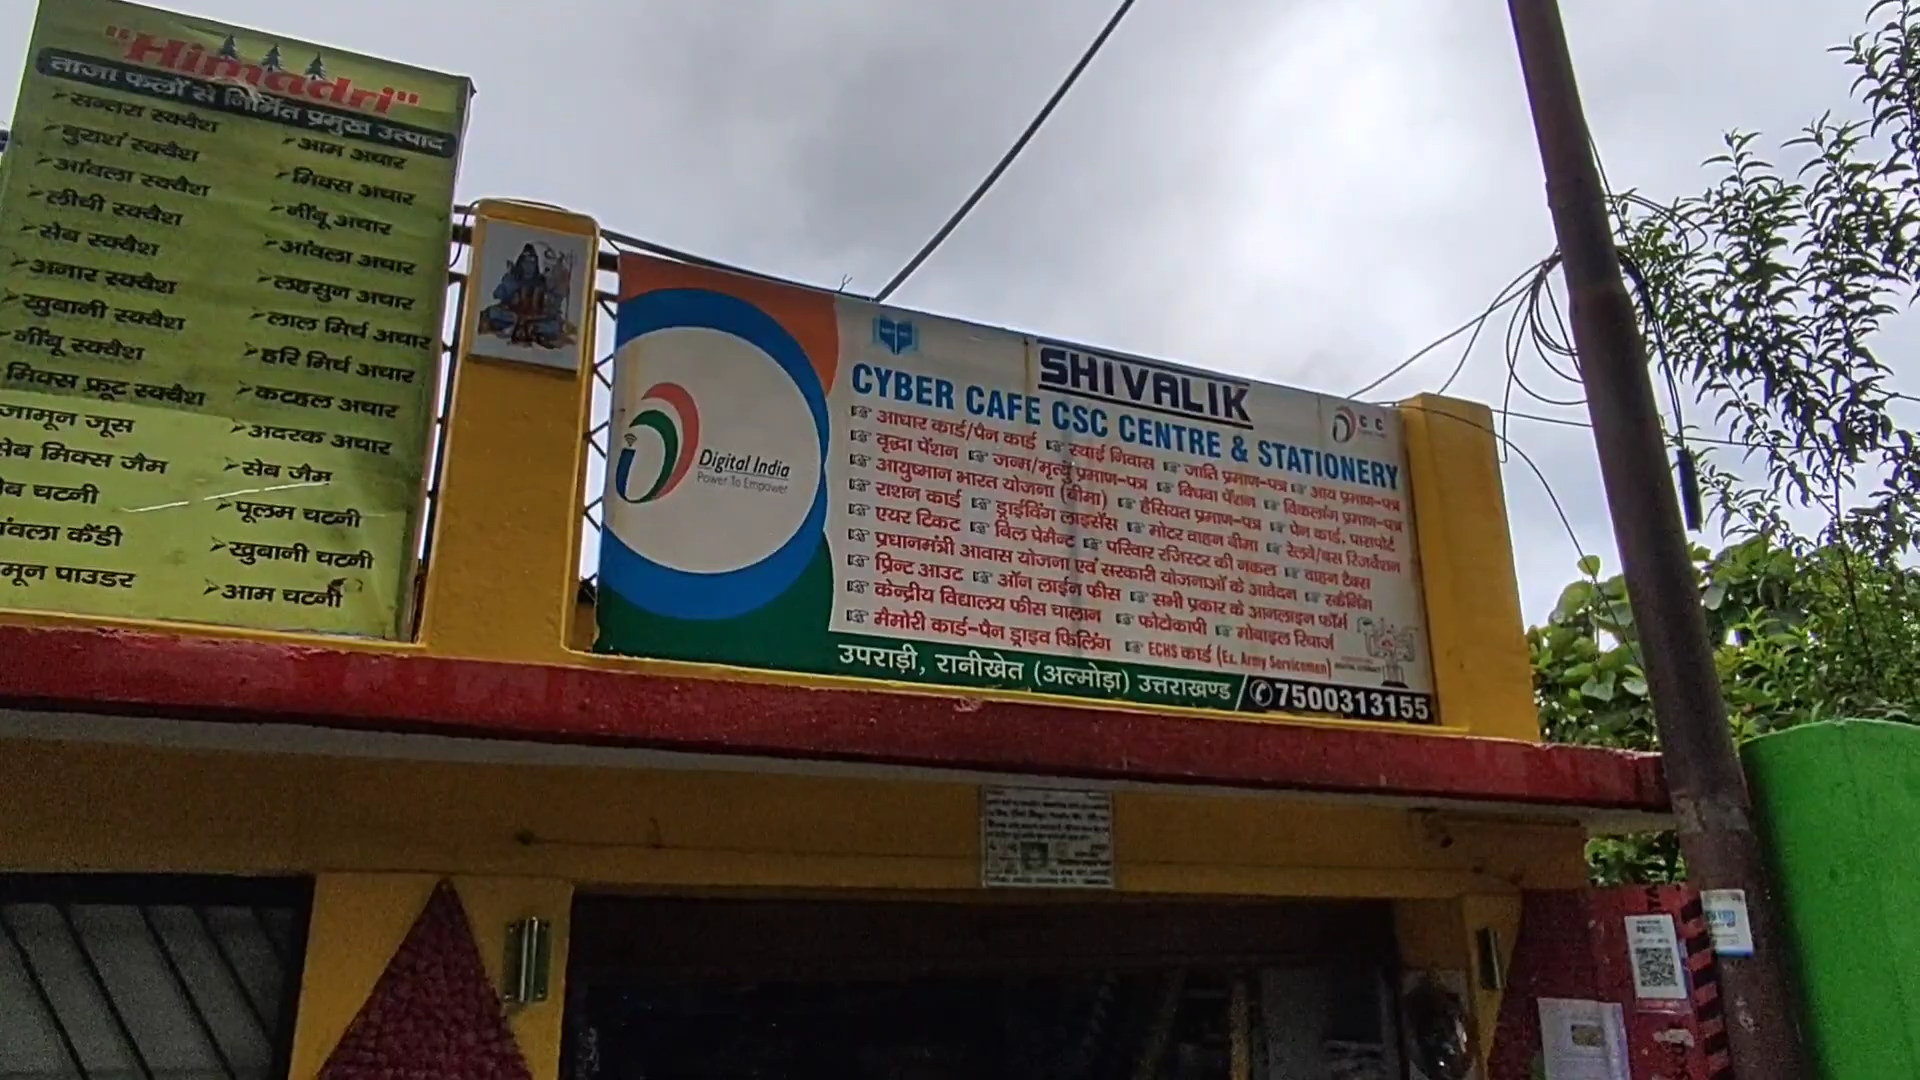 "Himadri"
ताजा फलों से निर्मित प्रमुख उत्पाद
➢सन्तरा स्क्वैश
➢बुरांश स्क्वैश
➢आंवला स्क्वैश
➢लीची स्क्वैश
➢सेब स्क्वैश
➢अनार स्क्वैश
➢खुबानी स्क्वैश
➢नींबू स्क्वैश
मिक्स फ्रूट स्क्वैश
जामून जूस
सेब मिक्स जैम
चटनी
कैंडी
पाउडर
➢आम अचार
➢मिक्स अचार
➢नींबू अचार
➢आंवला अचार
➢लहसुन अचार
➢लाल मिर्च अचार
➢हरि मिर्च अचार
➢कटहल अचार
➢अदरक अचार
➢सेब जैम
➢पूलम चटनी
➢खुबानी चटनी
➢आम चटनी
Digital India
Power To Empower
SHIVALIK
CYBER CAFE CSC CENTRE & STATIONERY
☞ आधार कार्ड/पैन कार्ड ☞ स्थाई निवास ☞ जाति प्रमाण-पत्र ☞ आय प्रमाण-पत्र
☞ वृद्धा पेंशन ☞ जन्म/मृत्यु प्रमाण-पत्र ☞ विधवा पेंशन ☞ विकलांग प्रमाण-पत्र
☞ आयुष्मान भारत योजना (बीमा) ☞ हैसियत प्रमाण-पत्र ☞ पेन कार्ड, पासपोर्ट
☞ राशन कार्ड ☞ ड्राईविंग लाइसेंस ☞ मोटर वाहन बीमा ☞ रेलवे/बस रिजर्वेशन
☞ एयर टिकट ☞ बिल पेमेन्ट ☞ परिवार रजिस्टर की नकल ☞ वाहन टैक्स
☞ प्रधानमंत्री आवास योजना एवं सरकारी योजनाओं के आवेदन ☞ स्कैनिंग
☞ प्रिन्ट आउट ☞ ऑन लाईन फीस ☞ सभी प्रकार के आनलाइन फॉर्म
☞ केन्द्रीय विद्यालय फीस चालान ☞ फोटोकापी ☞ मोबाइल रिचार्ज
☞ मैमोरी कार्ड-पैन ड्राइव फिलिंग ☞ ECHS कार्ड (Ex. Army Servicemen)
उपराड़ी, रानीखेत (अल्मोड़ा) उत्तराखण्ड
✆7500313155